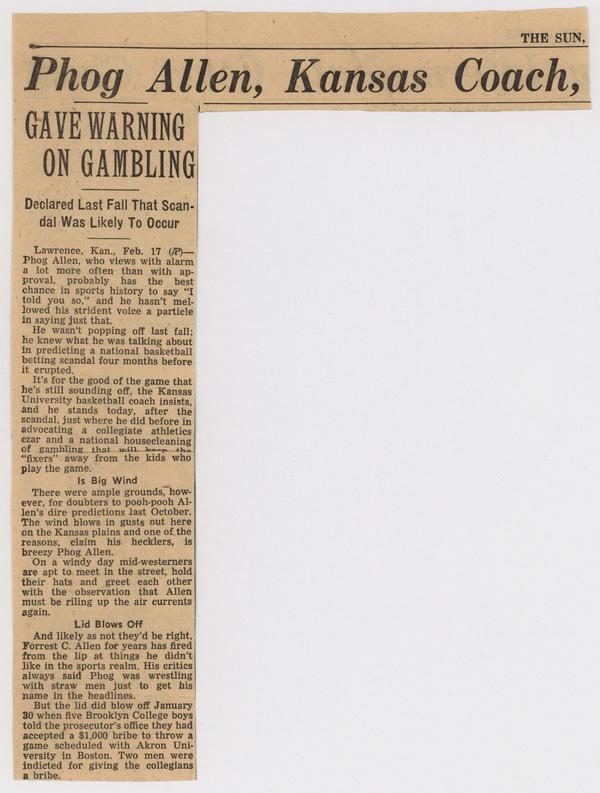 THE SUN,
Phog Allen, Kansas Coach,
GAVE WARNING
ON GAMBLING
Declared Last Fall That Scan-
dal Was Likely To Occur
Lawrence, Kan., Feb. 17 (AP)—
Phog Allen, who views with alarm
a lot more often than with ap-
proval, probably has the best
chance in sports history to say "I
told you so," and he hasn't mel-
lowed his strident voice a particle
in saying just that.
He wasn't popping off last fall;
he knew what he was talking about
in predicting a national basketball
betting scandal four months before
it erupted.
It's for the good of the game that
he's still sounding off, the Kansas
University basketball coach insists,
and he stands today, after the
scandal, just where he did before in
advocating a collegiate athletics
czar and a national housecleaning
of gambling that will keep the
"fixers" away from the kids who
play the game.
Is Big Wind
There were ample grounds, how-
ever, for doubters to pooh-pooh Al-
len's dire predictions last October.
The wind blows in gusts out here
on the Kansas plains and one of the
reasons, claim his hecklers, is
breezy Phog Allen.
On a windy day mid-westerners
are apt to meet in the street, hold
their hats and greet each other
with the observation that Allen
must be riling up the air currents
again.
Lid Blows Off
And likely as not they'd be right.
Forrest C. Allen for years has fired
from the lip at things he didn't
like in the sports realm. His critics
always said Phog was wrestling
with straw men just to get his
name in the headlines.
But the lid did blow off January
30 when five Brooklyn College boys
told the prosecutor's office they had
accepted a $1,000 bribe to throw a
game scheduled with Akron Uni-
versity in Boston. Two men were
indicted for giving the collegians
a bribe.